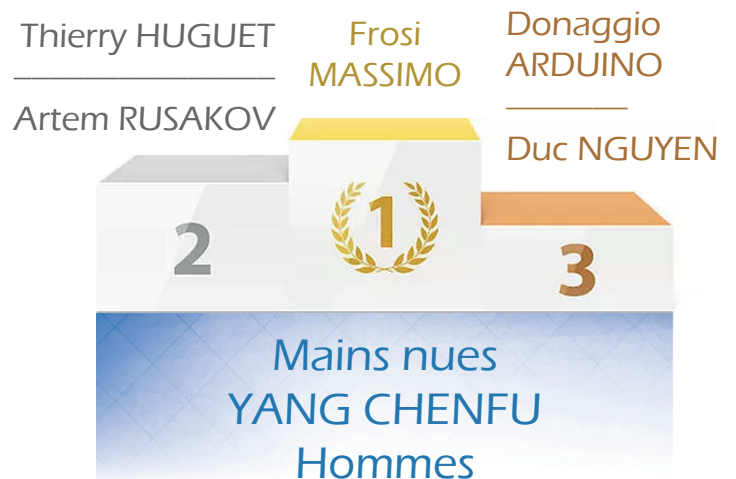 Thierry HUGUET
Artem RUSAKOV
Frosi
MASSIMO
Donaggio
ARDUINO
Duc NGUYEN
2
1
3
Mains nues
YANG CHENFU
Hommes